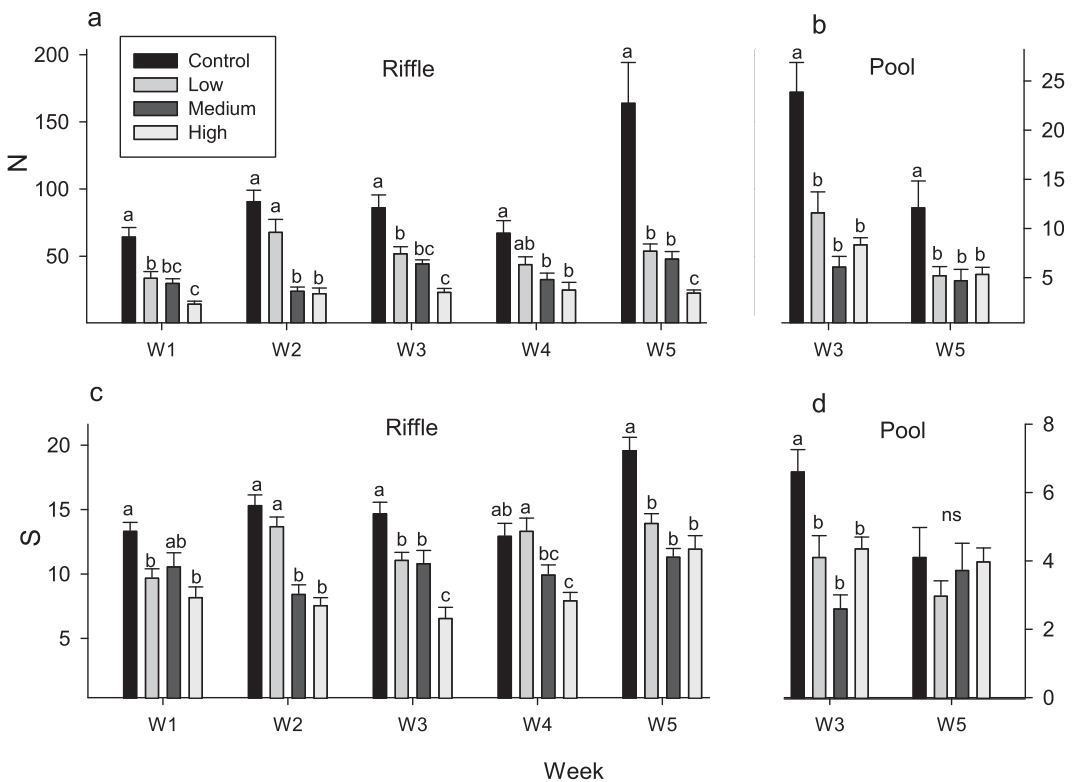 a
b
Control
Low
Medium
High
Riffle
Pool
N
200
150
100
50
25
20
15
10
5
a b bc c
a a b b
a b bc c
a ab b b
a b b c
a b b b
a b b b
W1 W2 W3 W4 W5
W3 W5
c
d
Riffle
Pool
S
20
15
10
5
8
6
4
2
0
a b ab b
a a b b
a b b c
ab a bc c
a b b b
a b b b
ns
W1 W2 W3 W4 W5
W3 W5
Week